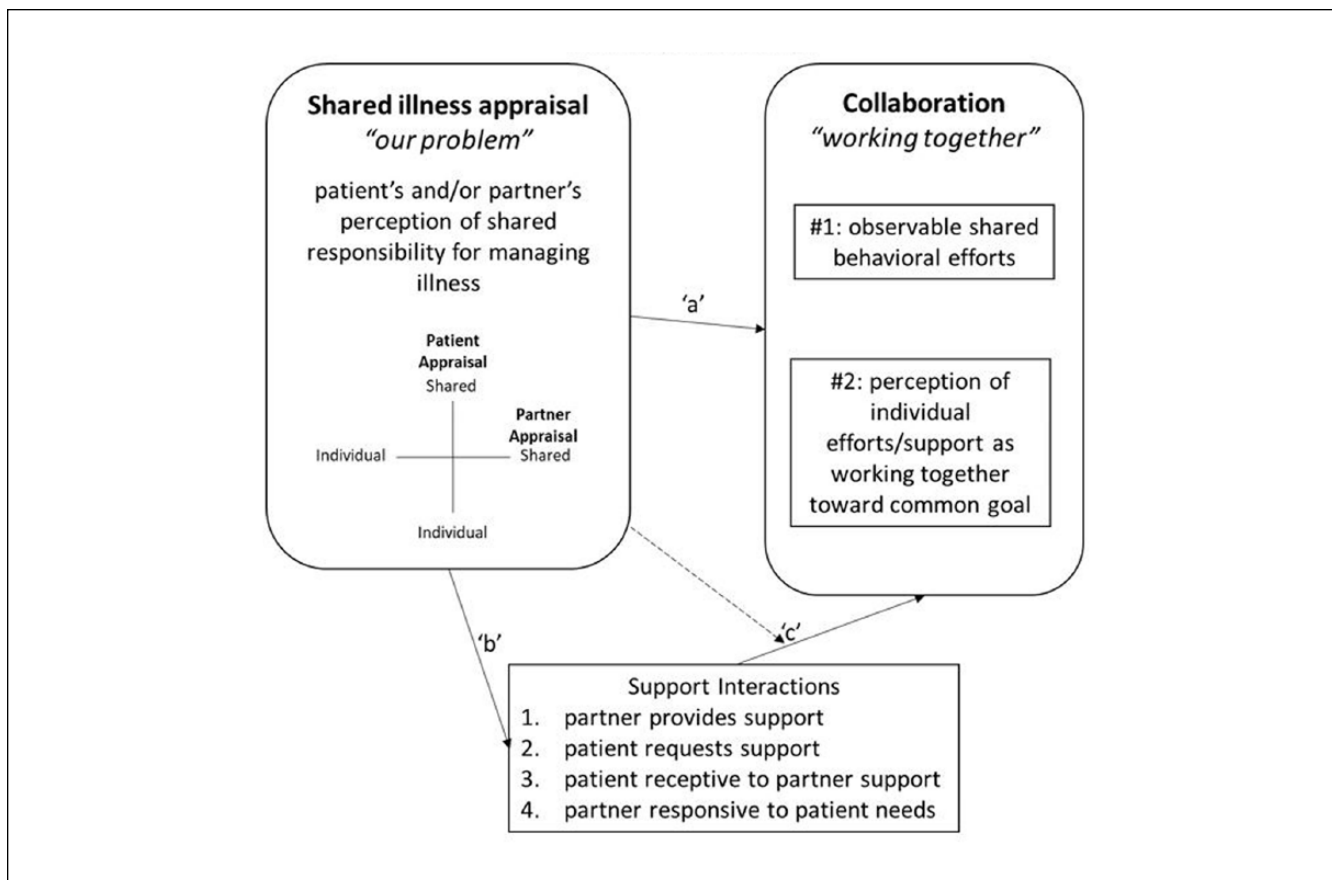 Shared illness appraisal
“our problem”
patient’s and/or partner’s
perception of shared
responsibility for managing
illness
Patient
Appraisal
Shared
Partner
Appraisal
Individual
Shared
Individual
‘a’
Collaboration
“working together”
#1: observable shared
behavioral efforts
#2: perception of
individual
efforts/support as
working together
toward common goal
‘b’
‘c’
Support Interactions
1. partner provides support
2. patient requests support
3. patient receptive to partner support
4. partner responsive to patient needs